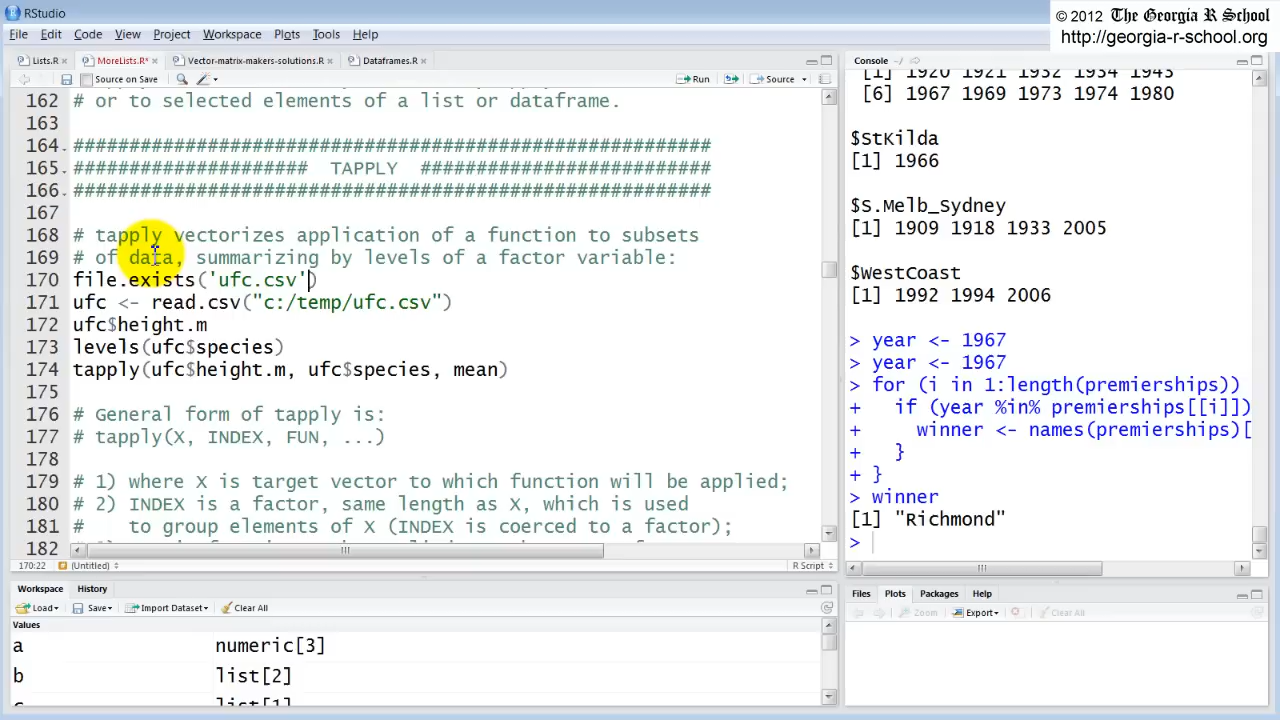 RStudio
© 2012 The Georgia R School
http://georgia-r-school.org
File Edit Code View Project Workspace Plots Tools Help
Lists.R × MoreLists.R* × Vector-matrix-makers-solutions.R × Dataframes.R ×
Source on Save Run Source
162 # or to selected elements of a list or dataframe.
163
164 #########################################################
165 ##################### TAPPLY ##########################
166 #########################################################
167
168 # tapply vectorizes application of a function to subsets
169 # of data, summarizing by levels of a factor variable:
170 file.exists('ufc.csv')
171 ufc <- read.csv("c:/temp/ufc.csv")
172 ufc$height.m
173 levels(ufc$species)
174 tapply(ufc$height.m, ufc$species, mean)
175
176 # General form of tapply is:
177 # tapply(X, INDEX, FUN, ...)
178
179 # 1) where X is target vector to which function will be applied;
180 # 2) INDEX is a factor, same length as X, which is used
181 #    to group elements of X (INDEX is coerced to a factor);
182
170:22 (Untitled) R Script
Workspace History
Load Save Import Dataset Clear All
Values
a numeric[3]
b list[2]
c list[1]
Console ~/
[1] 1920 1921 1932 1934 1943
[6] 1967 1969 1973 1974 1980
$StKilda
[1] 1966
$S.Melb_Sydney
[1] 1909 1918 1933 2005
$WestCoast
[1] 1992 1994 2006
> year <- 1967
> year <- 1967
> for (i in 1:length(premierships))
+   if (year %in% premierships[[i]])
+     winner <- names(premierships)[
+   }
+ }
> winner
[1] "Richmond"
>
Files Plots Packages Help
Zoom Export Clear All